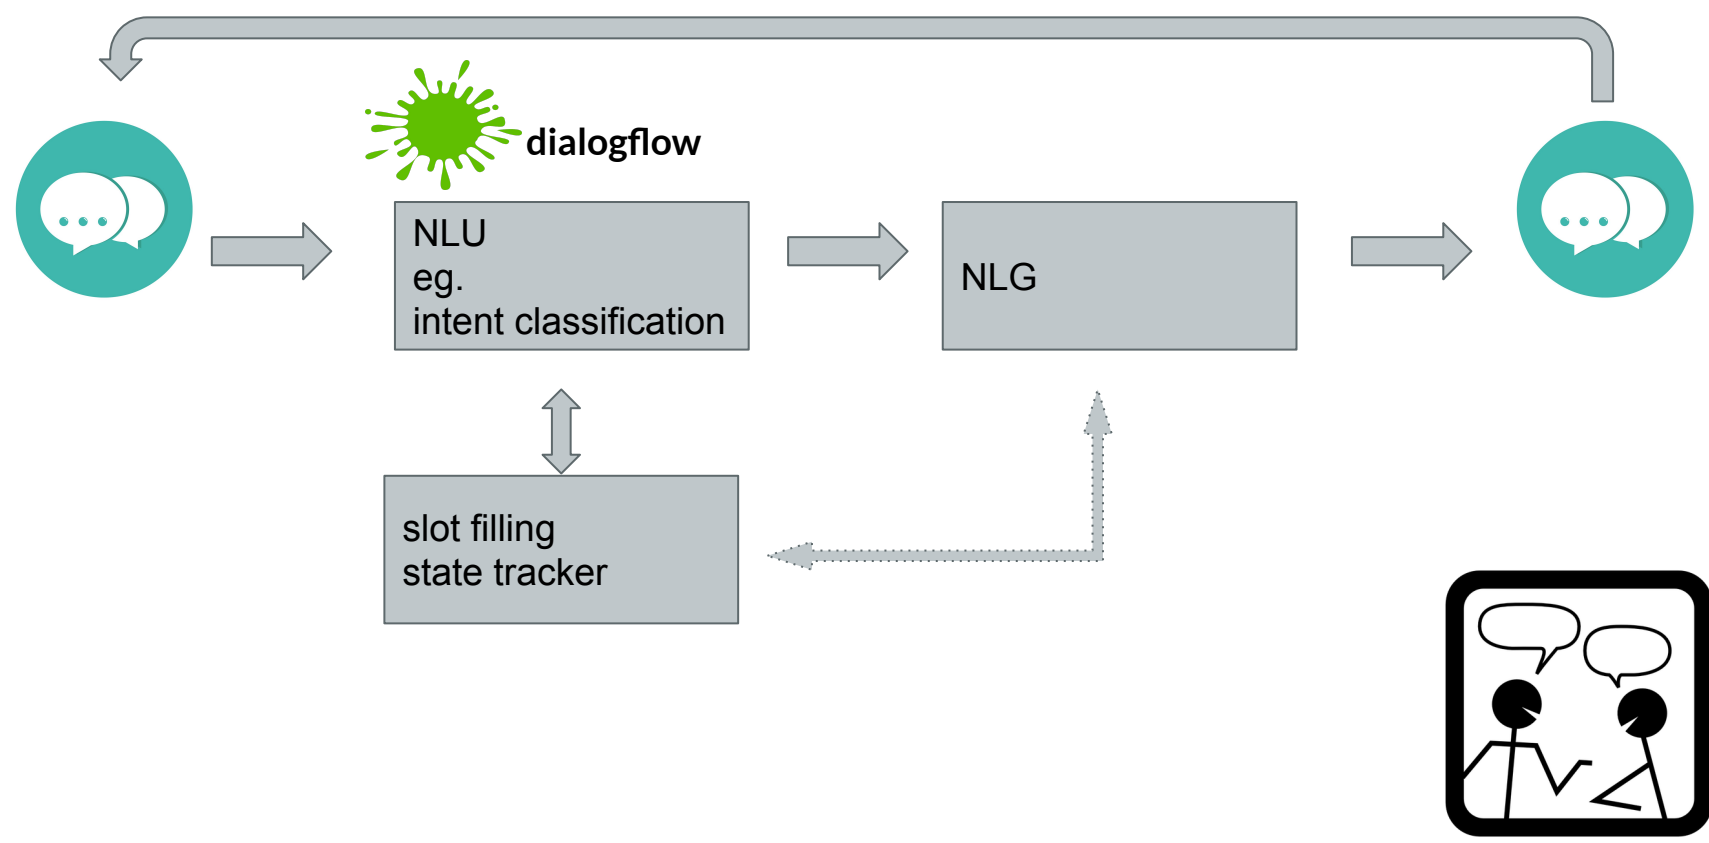 dialogflow
NLU
eg.
intent classification
NLG
slot filling
state tracker